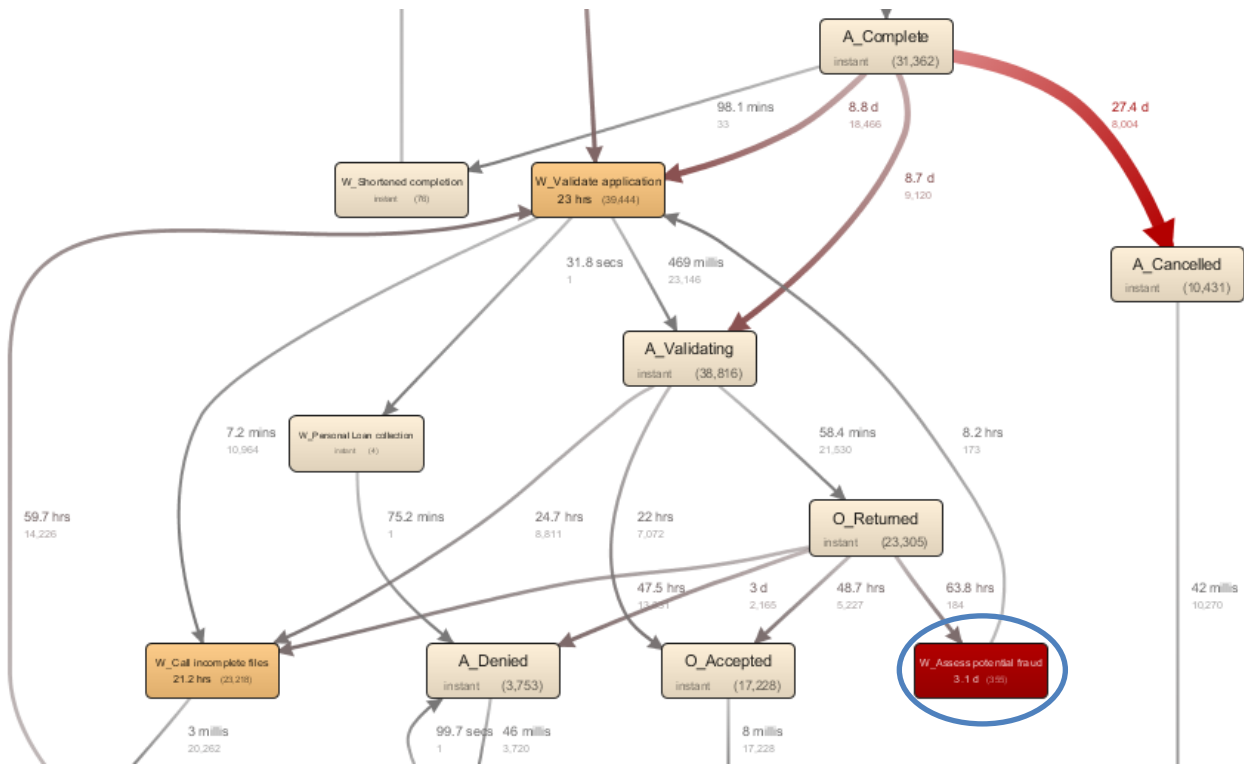 A_Complete
instant (31,362)
98.1 mins
33
8.8 d
18,466
27.4 d
8,004
8.7 d
9,120
W_Shortened completion
instant (76)
W_Validate application
23 hrs (39,444)
31.8 secs
1
469 millis
23,146
A_Cancelled
instant (10,431)
A_Validating
instant (38,816)
7.2 mins
10,964
W_Personal Loan collection
instant (4)
58.4 mins
21,530
8.2 hrs
173
59.7 hrs
14,226
75.2 mins
1
24.7 hrs
8,811
22 hrs
7,072
O_Returned
instant (23,305)
47.5 hrs
3 d
2,165
48.7 hrs
5,227
63.8 hrs
184
42 millis
10,270
W_Call incomplete files
21.2 hrs (23,218)
A_Denied
instant (3,753)
O_Accepted
instant (17,228)
W_Assess potential fraud
3.1 d (355)
3 millis
20,262
99.7 secs
1
46 millis
3,720
8 millis
17,228